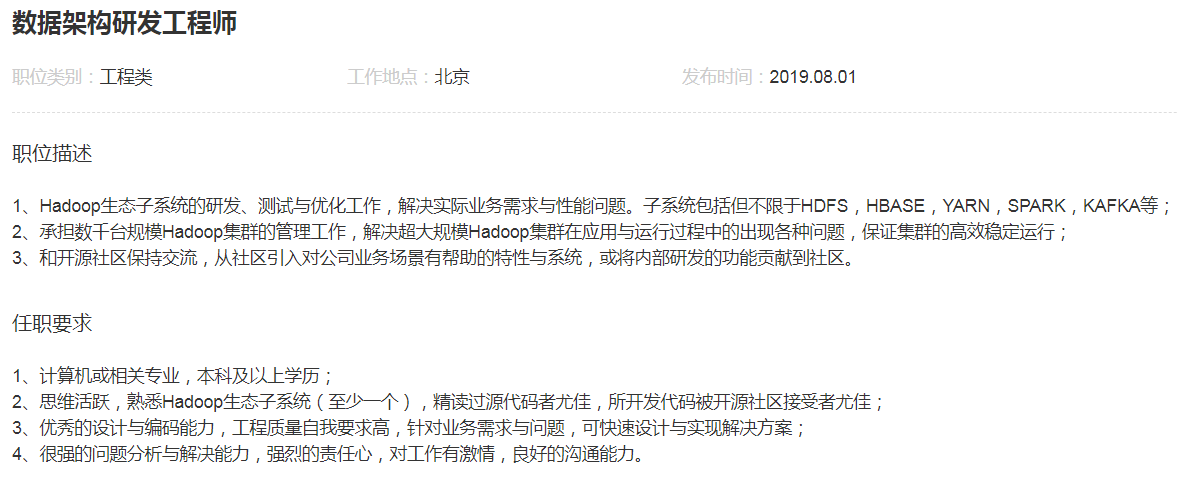 数据架构研发工程师
职位类别：工程类 工作地点：北京 发布时间：2019.08.01
职位描述
1、Hadoop生态子系统的研发、测试与优化工作，解决实际业务需求与性能问题。子系统包括但不限于HDFS，HBASE，YARN，SPARK，KAFKA等；
2、承担数千台规模Hadoop集群的管理工作，解决超大规模Hadoop集群在应用与运行过程中的出现各种问题，保证集群的高效稳定运行；
3、和开源社区保持交流，从社区引入对公司业务场景有帮助的特性与系统，或将内部研发的功能贡献到社区。
任职要求
1、计算机或相关专业，本科及以上学历；
2、思维活跃，熟悉Hadoop生态子系统（至少一个），精读过源代码者尤佳，所开发代码被开源社区接受者尤佳；
3、优秀的设计与编码能力，工程质量自我要求高，针对业务需求与问题，可快速设计与实现解决方案；
4、很强的问题分析与解决能力，强烈的责任心，对工作有激情，良好的沟通能力。